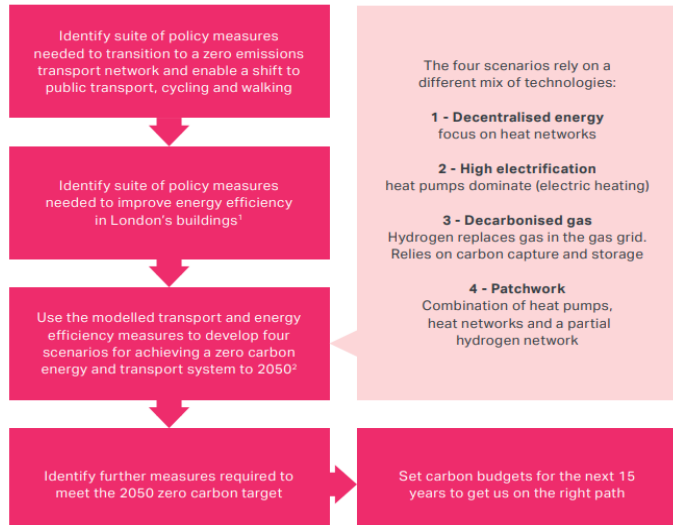 Identify suite of policy measures
needed to transition to a zero emissions
transport network and enable a shift to
public transport, cycling and walking
Identify suite of policy measures
needed to improve energy efficiency
in London's buildings¹
Use the modelled transport and energy
efficiency measures to develop four
scenarios for achieving a zero carbon
energy and transport system to 2050²
The four scenarios rely on a
different mix of technologies:
1 - Decentralised energy
focus on heat networks
2 - High electrification
heat pumps dominate (electric heating)
3 - Decarbonised gas
Hydrogen replaces gas in the gas grid.
Relies on carbon capture and storage
4 - Patchwork
Combination of heat pumps,
heat networks and a partial
hydrogen network
Identify further measures required to
meet the 2050 zero carbon target
Set carbon budgets for the next 15
years to get us on the right path